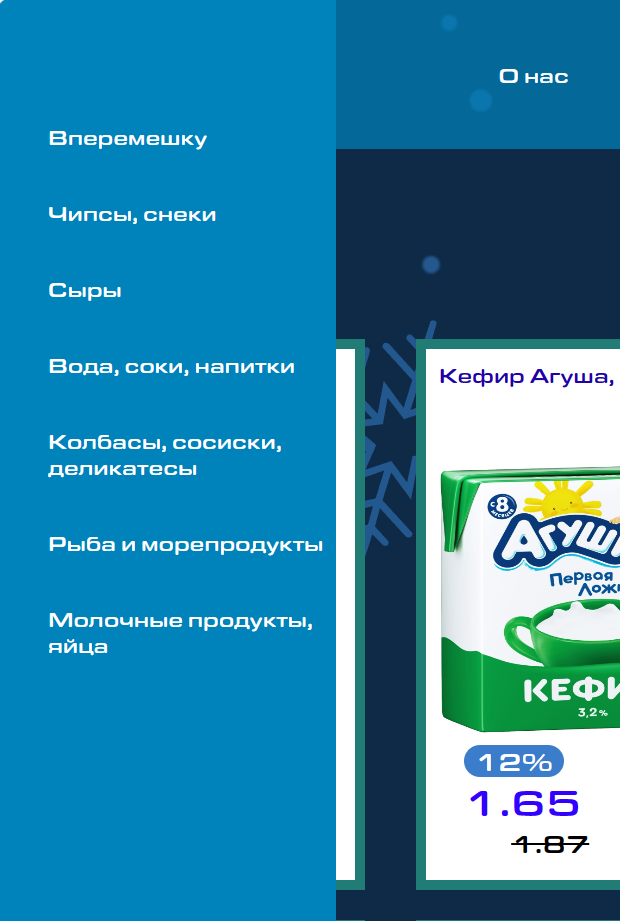 О нас
Вперемешку
Чипсы, снеки
Сыры
Вода, соки, напитки
Колбасы, сосиски,
деликатесы
Рыба и морепродукты
Молочные продукты,
яйца
Кефир Агуша,
с 8
месяцев
Агуш
Первая
Лож
КЕФИ
3,2%
12%
1.65
1.87